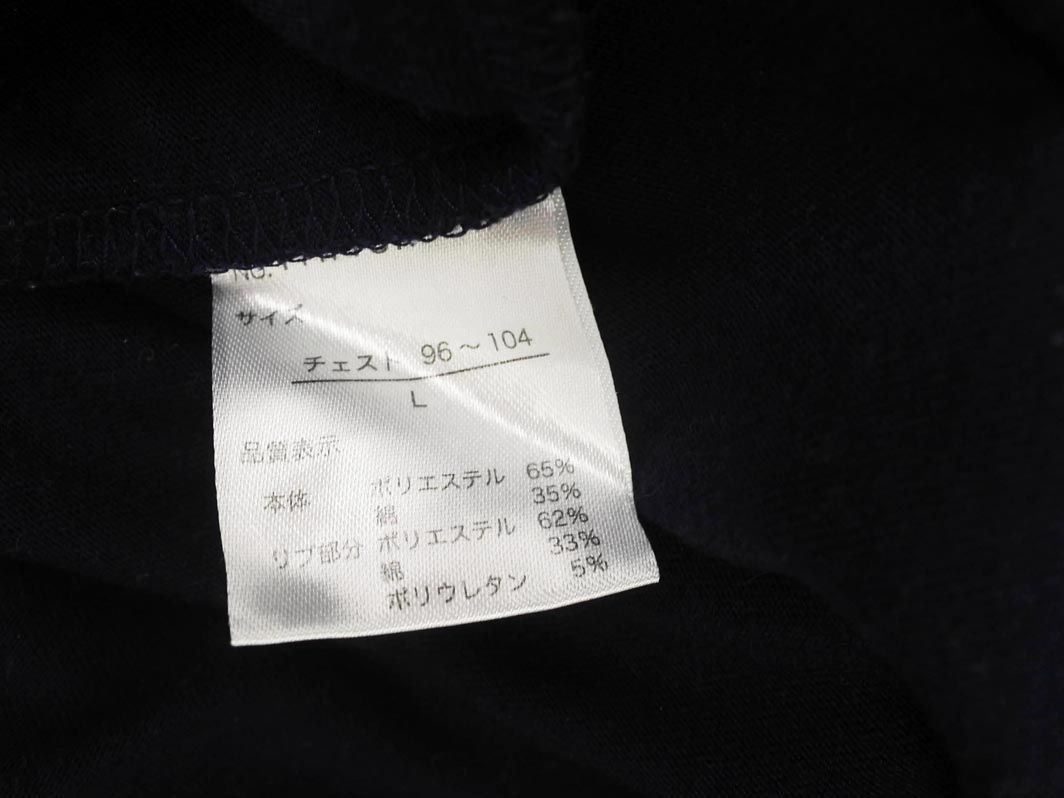 No.
サイズ
チェスト 96～104
L
品質表示
本体 ポリエステル 65%
綿 35%
リブ部分 ポリエステル 62%
綿 33%
ポリウレタン 5%